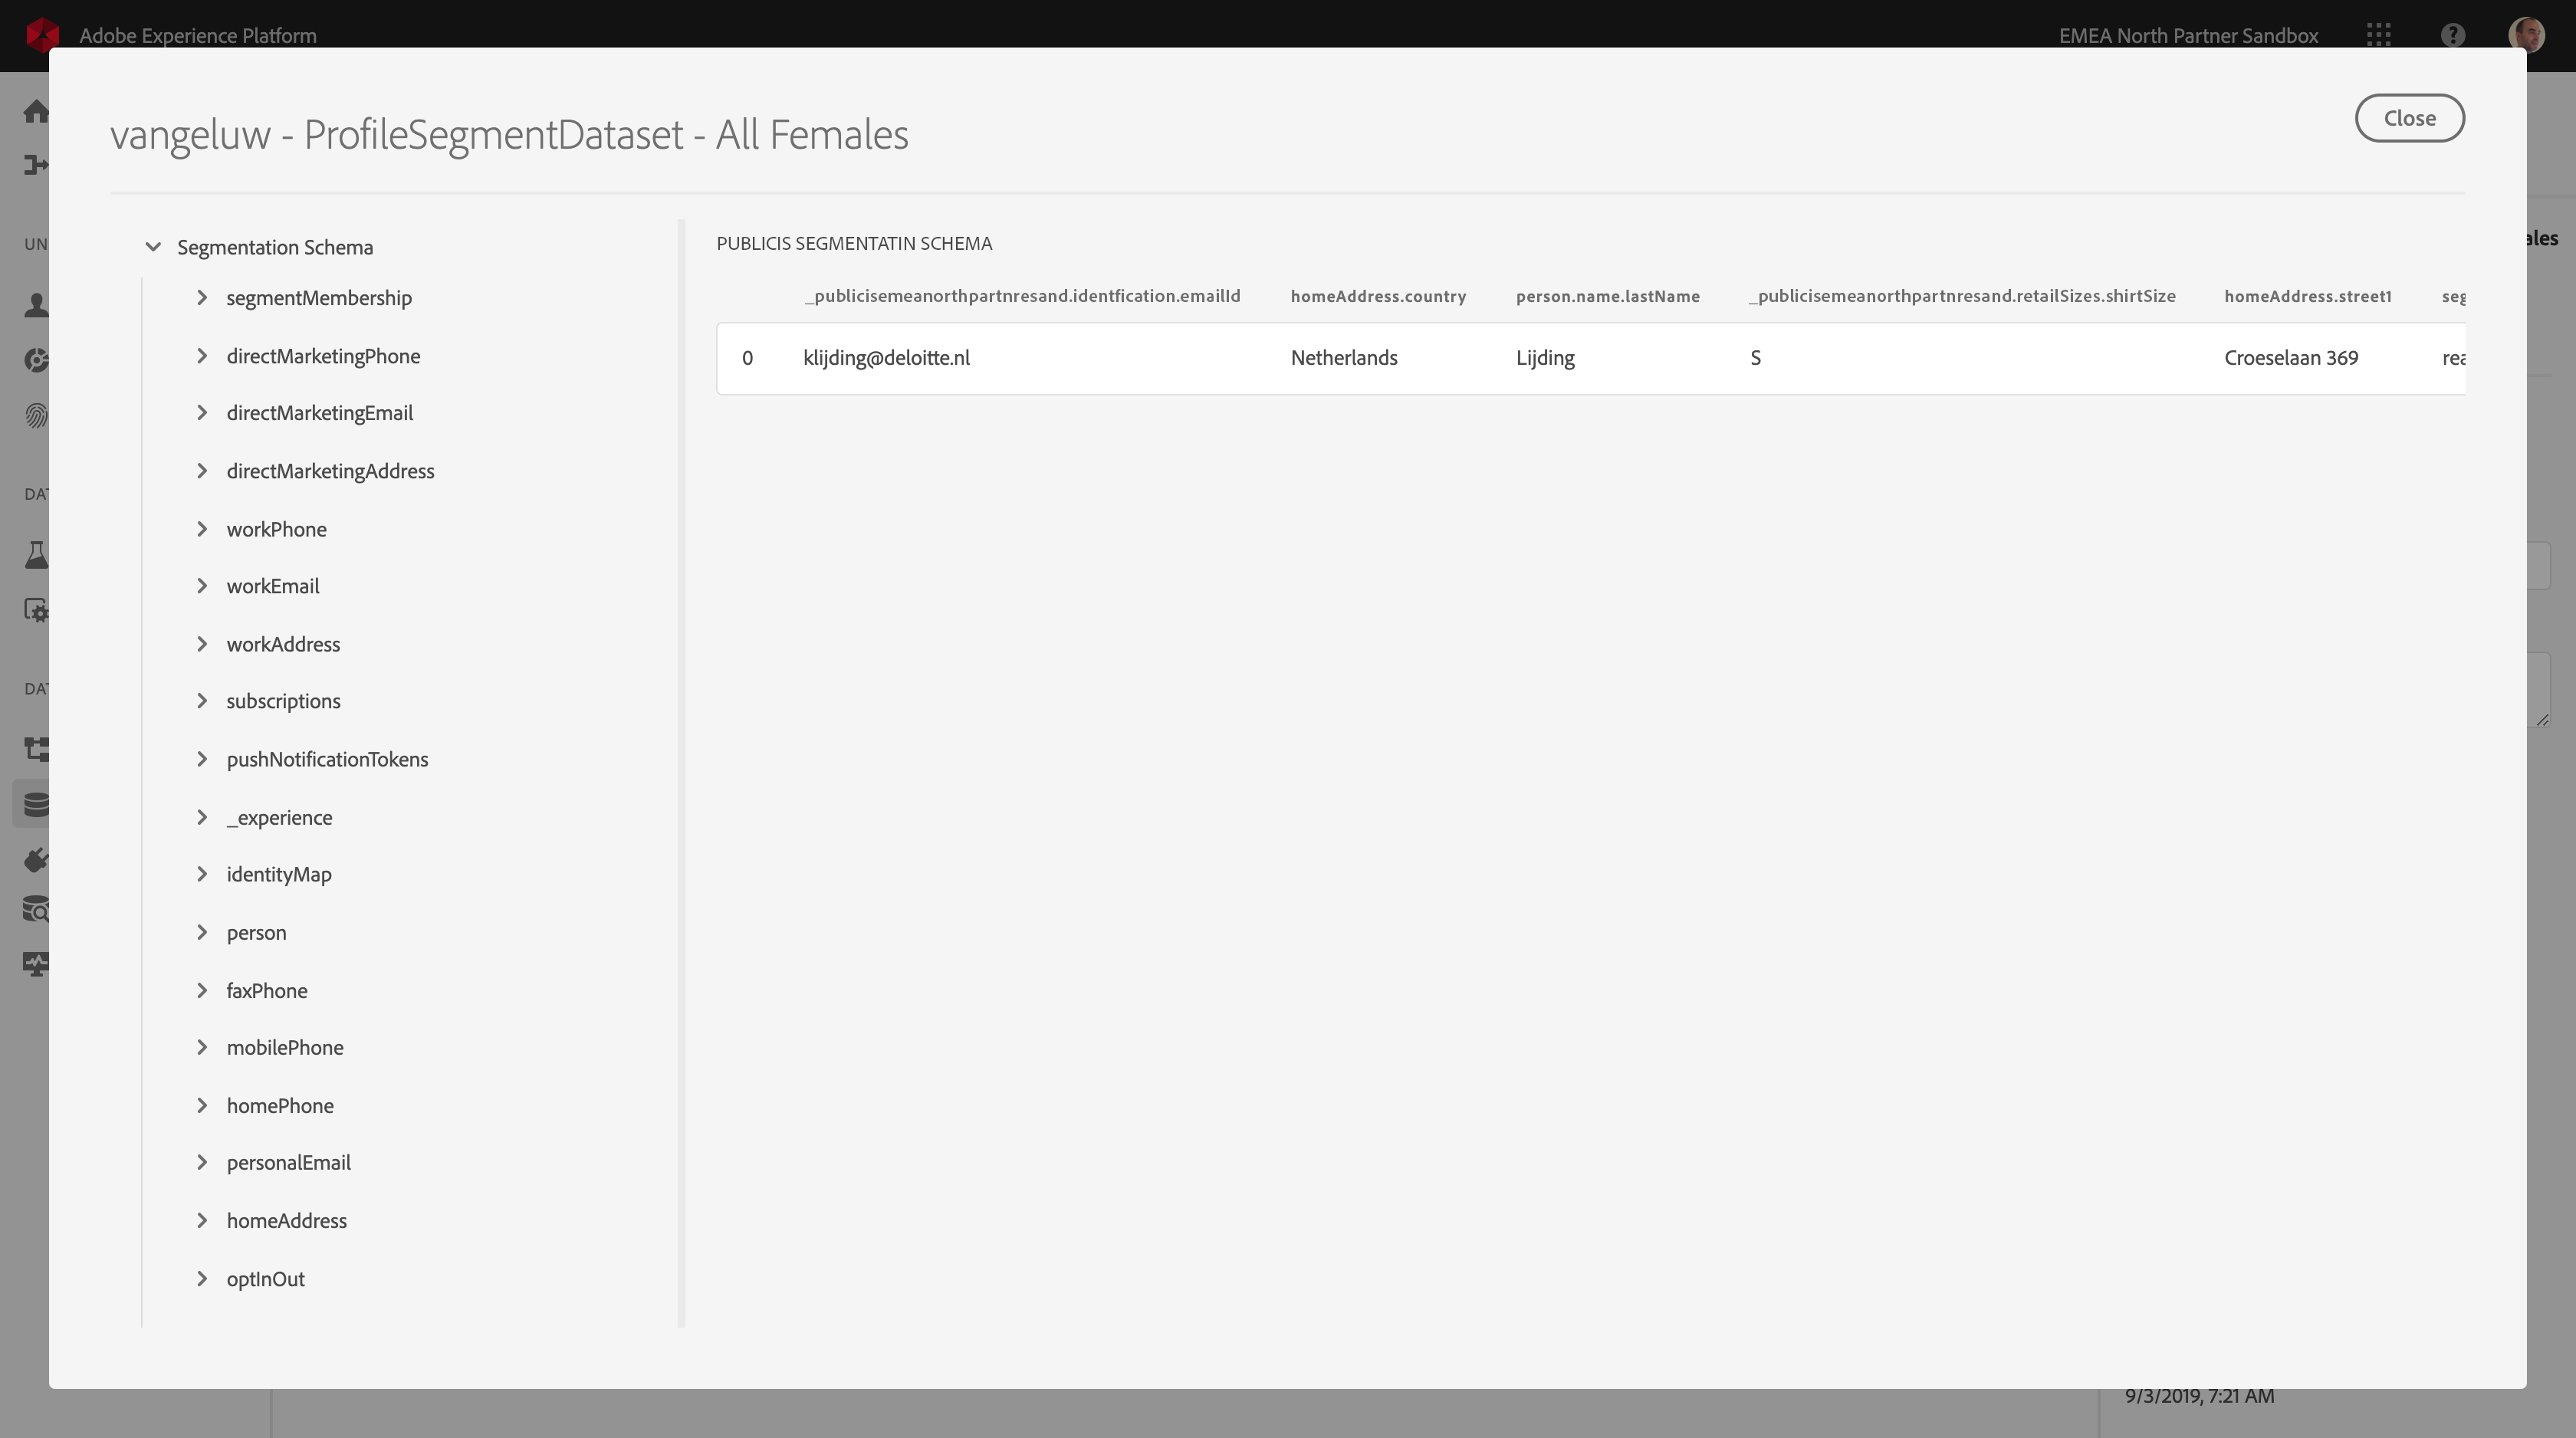 Adobe Experience Platform
EMEA North Partner Sandbox
vangeluw - ProfileSegmentDataset - All Females
Close
UN
DAT
DAT
ales
Segmentation Schema
segmentMembership
directMarketingPhone
directMarketingEmail
directMarketingAddress
workPhone
workEmail
workAddress
subscriptions
pushNotificationTokens
_experience
identityMap
person
faxPhone
mobilePhone
homePhone
personalEmail
homeAddress
optInOut
PUBLICIS SEGMENTATIN SCHEMA
_publicisemeanorthpartnresand.identfication.emailId homeAddress.country person.name.lastName _publicisemeanorthpartnresand.retailSizes.shirtSize homeAddress.street1 seg
0 klijding@deloitte.nl Netherlands Lijding S Croeselaan 369 rea
9/3/2019, 7:21 AM